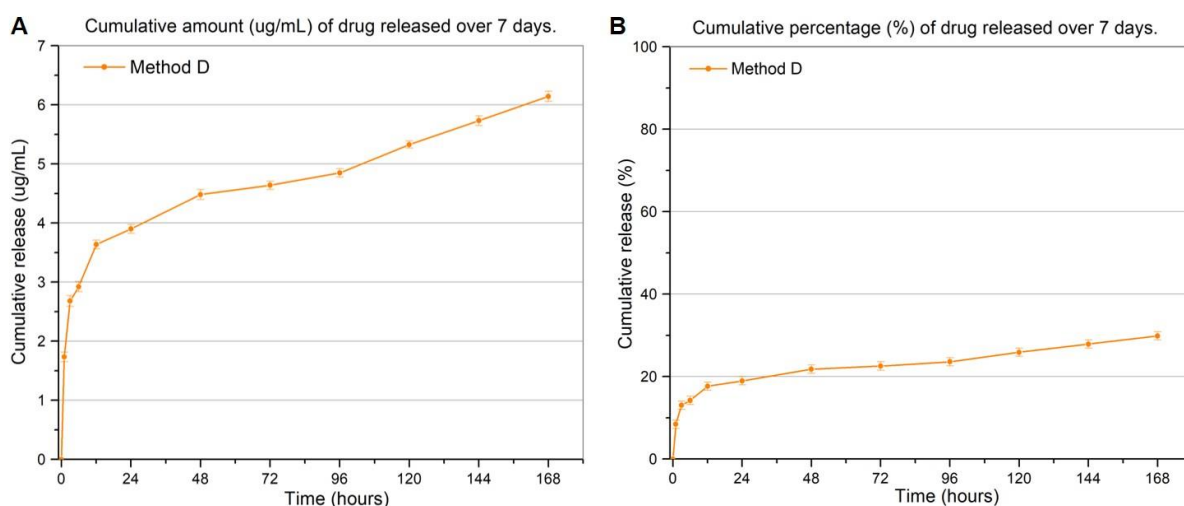 A
Cumulative amount (ug/mL) of drug released over 7 days.
7
6
5
4
3
2
1
0
Cumulative release (ug/mL)
Method D
0 24 48 72 96 120 144 168
Time (hours)
B
Cumulative percentage (%) of drug released over 7 days.
100
80
60
40
20
0
Cumulative release (%)
Method D
0 24 48 72 96 120 144 168
Time (hours)